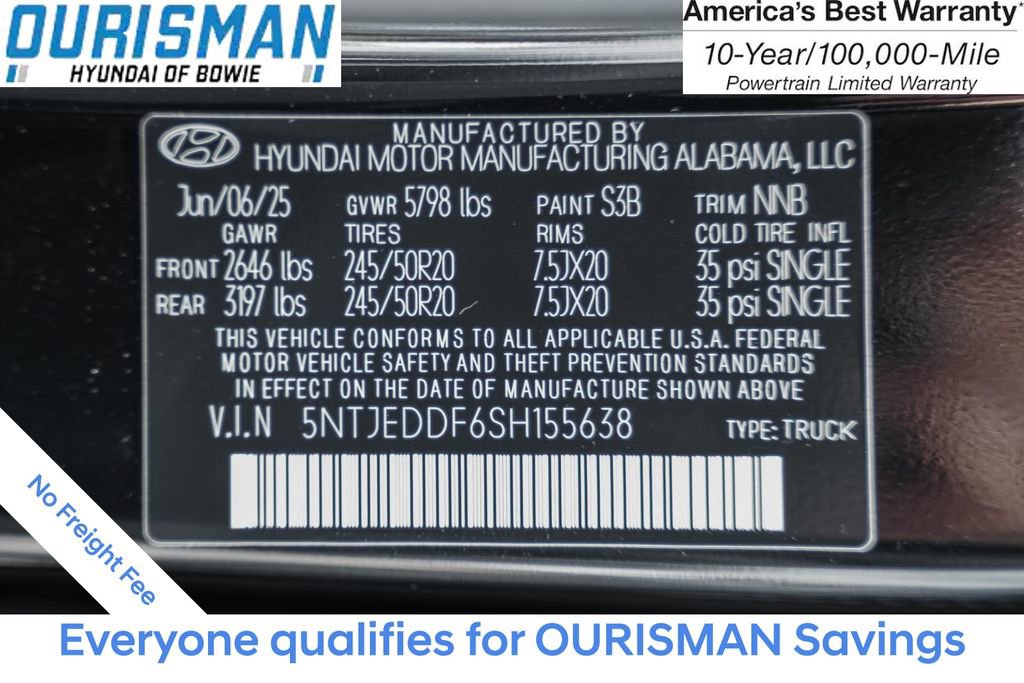 OURISMAN
HYUNDAI OF BOWIE
America's Best Warranty*
10-Year/100,000-Mile
Powertrain Limited Warranty
MANUFACTURED BY
HYUNDAI MOTOR MANUFACTURING ALABAMA, LLC
Jun/06/25 GVWR 5798 lbs PAINT S3B TRIM NNB
GAWR TIRES RIMS COLD TIRE INFL
FRONT 2646 lbs 245/50R20 7.5JX20 35 psi SINGLE
REAR 3197 lbs 245/50R20 7.5JX20 35 psi SINGLE
THIS VEHICLE CONFORMS TO ALL APPLICABLE U.S.A. FEDERAL
MOTOR VEHICLE SAFETY AND THEFT PREVENTION STANDARDS
IN EFFECT ON THE DATE OF MANUFACTURE SHOWN ABOVE
V.I.N 5NTJEDDF6SH155638 TYPE: TRUCK
No Freight Fee
Everyone qualifies for OURISMAN Savings